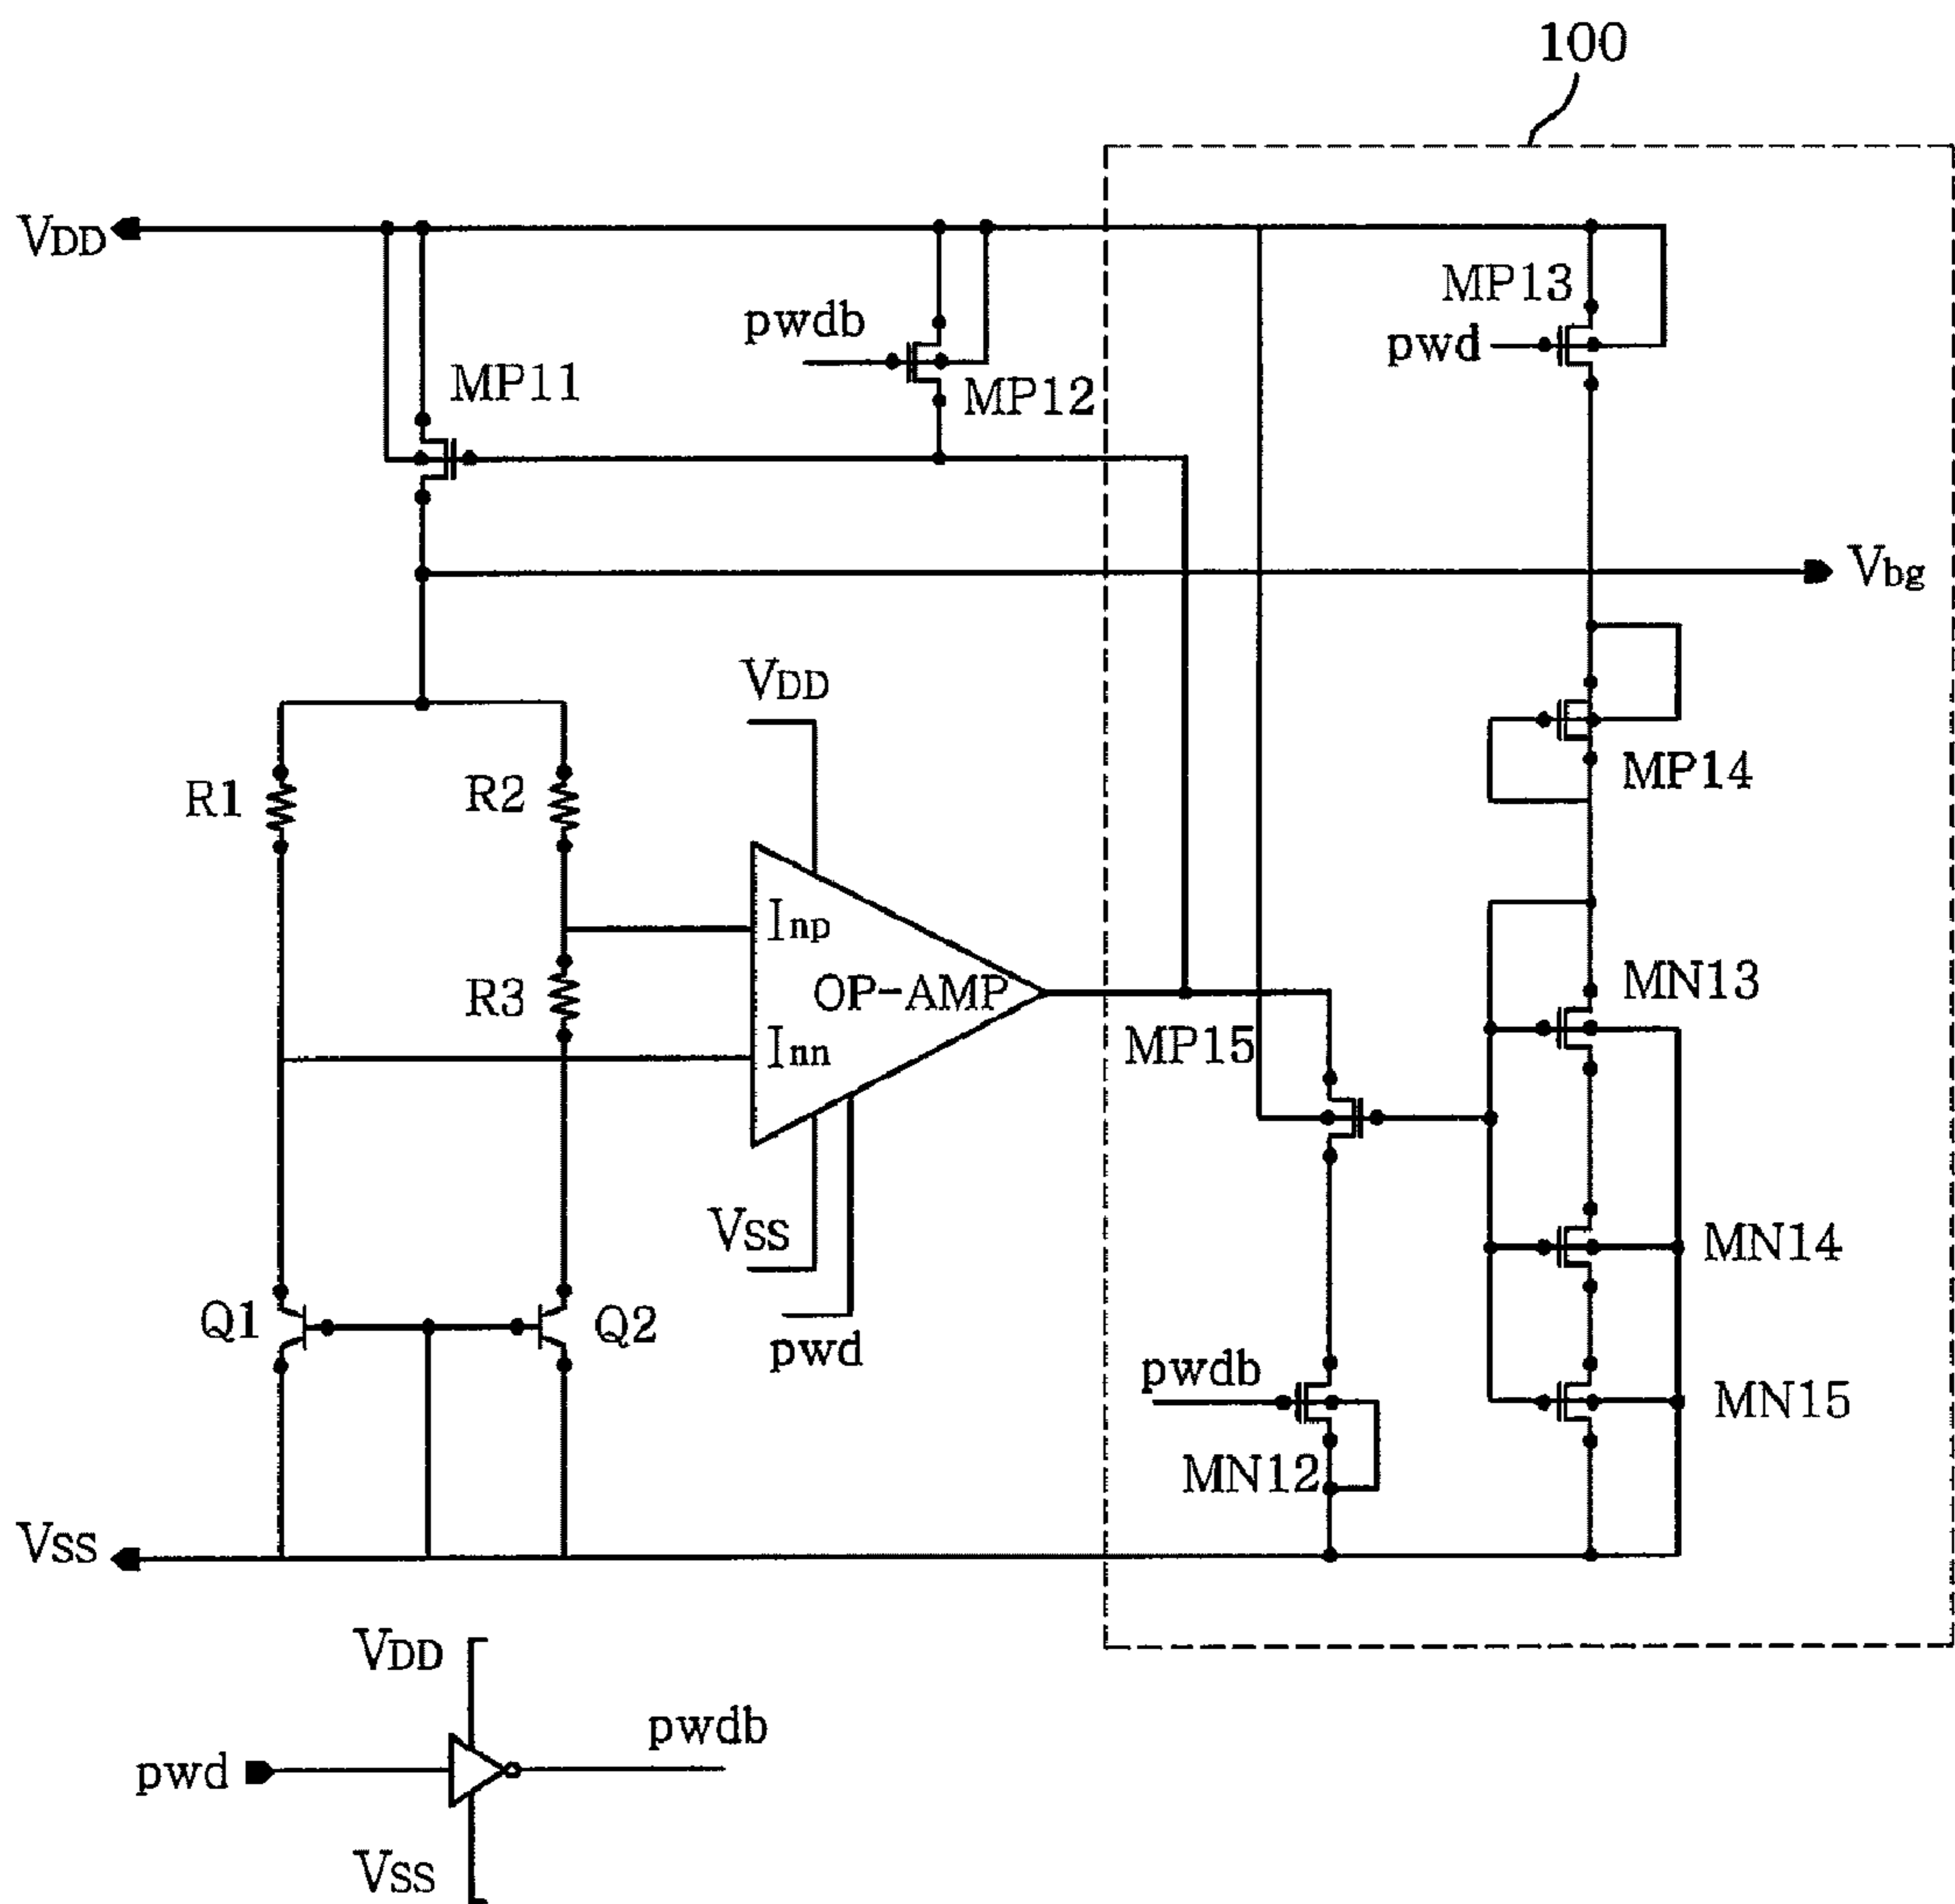 100
VDD
MP13
pwdb
pwd
MP11
MP12
Vbg
VDD
MP14
R1
R2
Inp
MN13
R3
OP-AMP
MP15
Inn
VSS
MN14
Q1
Q2
pwd
pwdb
MN15
MN12
VSS
VDD
pwdb
pwd
VSS